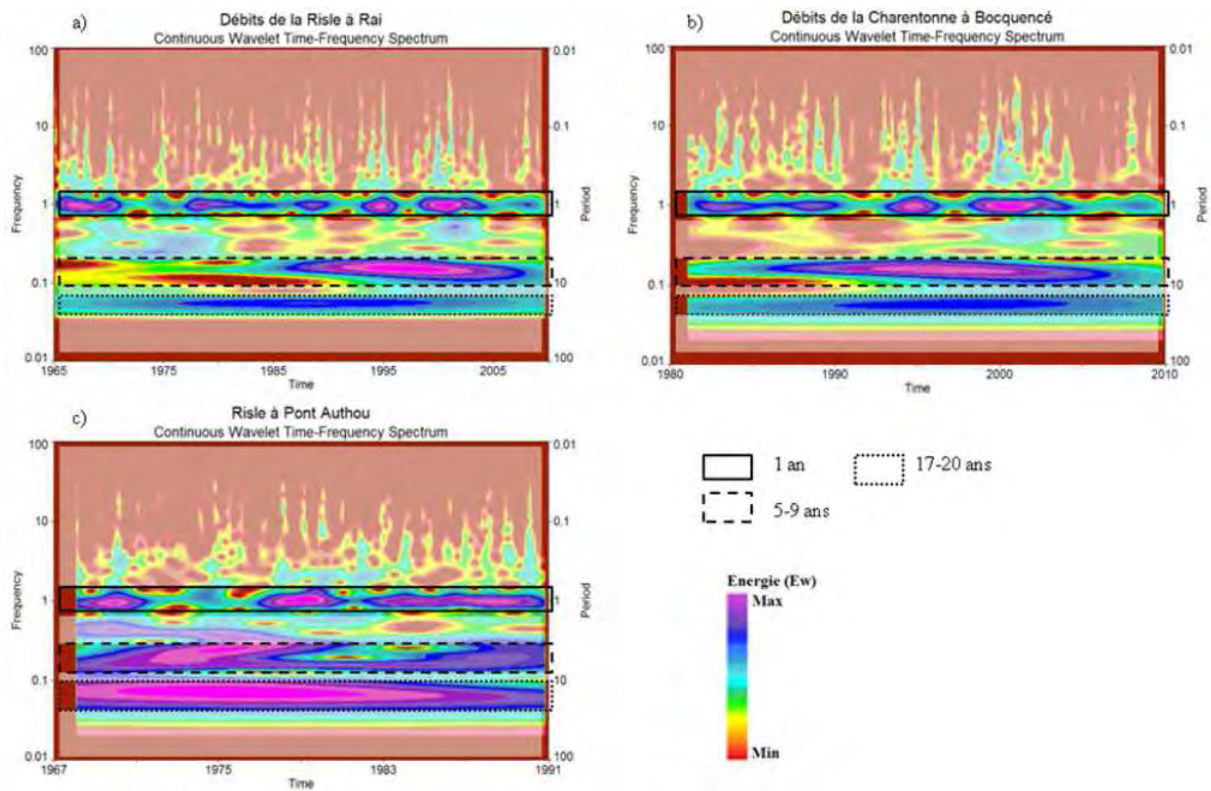 a)
Débits de la Risle à Rai
Continuous Wavelet Time-Frequency Spectrum
100
10
1
0.1
0.01
Frequency
0.01
0.1
1
10
100
Period
1965
1975
1985
1995
2005
Time
b)
Débits de la Charentonne à Bocquencé
Continuous Wavelet Time-Frequency Spectrum
100
10
1
0.1
0.01
Frequency
0.01
0.1
1
10
100
Period
1980
1990
2000
2010
Time
c)
Risle à Pont Authou
Continuous Wavelet Time-Frequency Spectrum
100
10
1
0.1
0.01
Frequency
0.01
0.1
1
10
100
Period
1967
1975
1983
1991
Time
1 an
17-20 ans
5-9 ans
Energie (Ew)
Max
Min